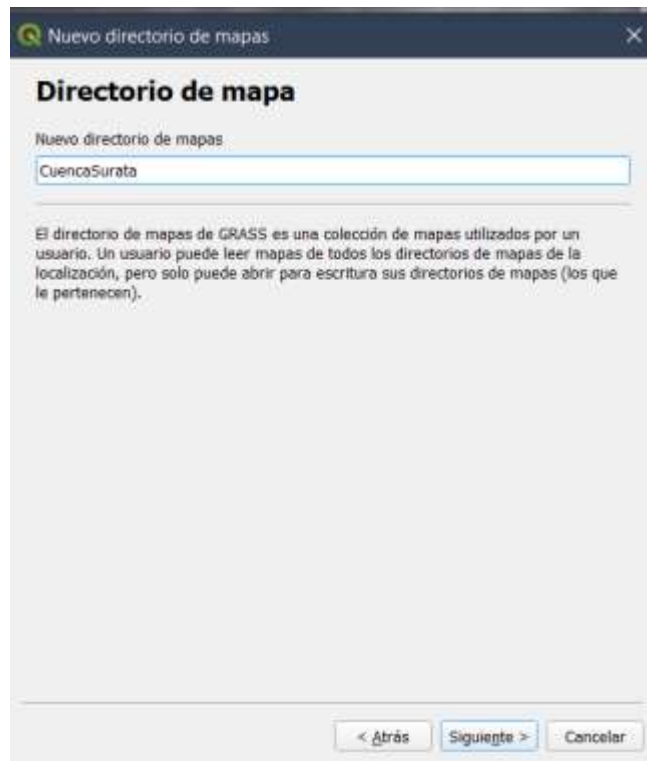 Nuevo directorio de mapas
Directorio de mapa
Nuevo directorio de mapas
CuencaSurata
El directorio de mapas de GRASS es una colección de mapas utilizados por un
usuario. Un usuario puede leer mapas de todos los directorios de mapas de la
localización, pero solo puede abrir para escritura sus directorios de mapas (los que
le pertenecen).
< Atrás Siguiente > Cancelar